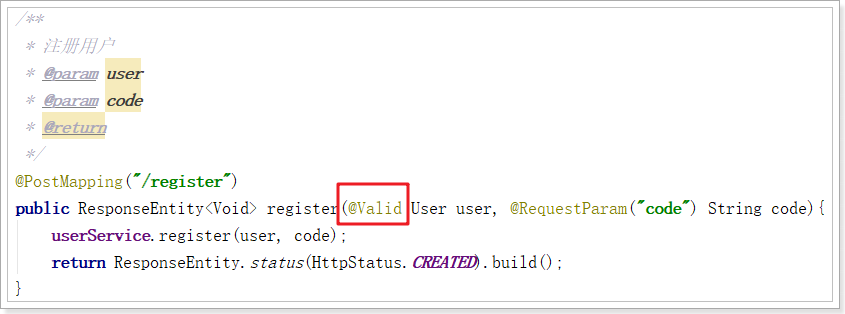 /**
 * 注册用户
 * @param user
 * @param code
 * @return
 */
@PostMapping("/register")
public ResponseEntity<Void> register(@Valid User user, @RequestParam("code") String code){
    userService.register(user, code);
    return ResponseEntity.status(HttpStatus.CREATED).build();
}